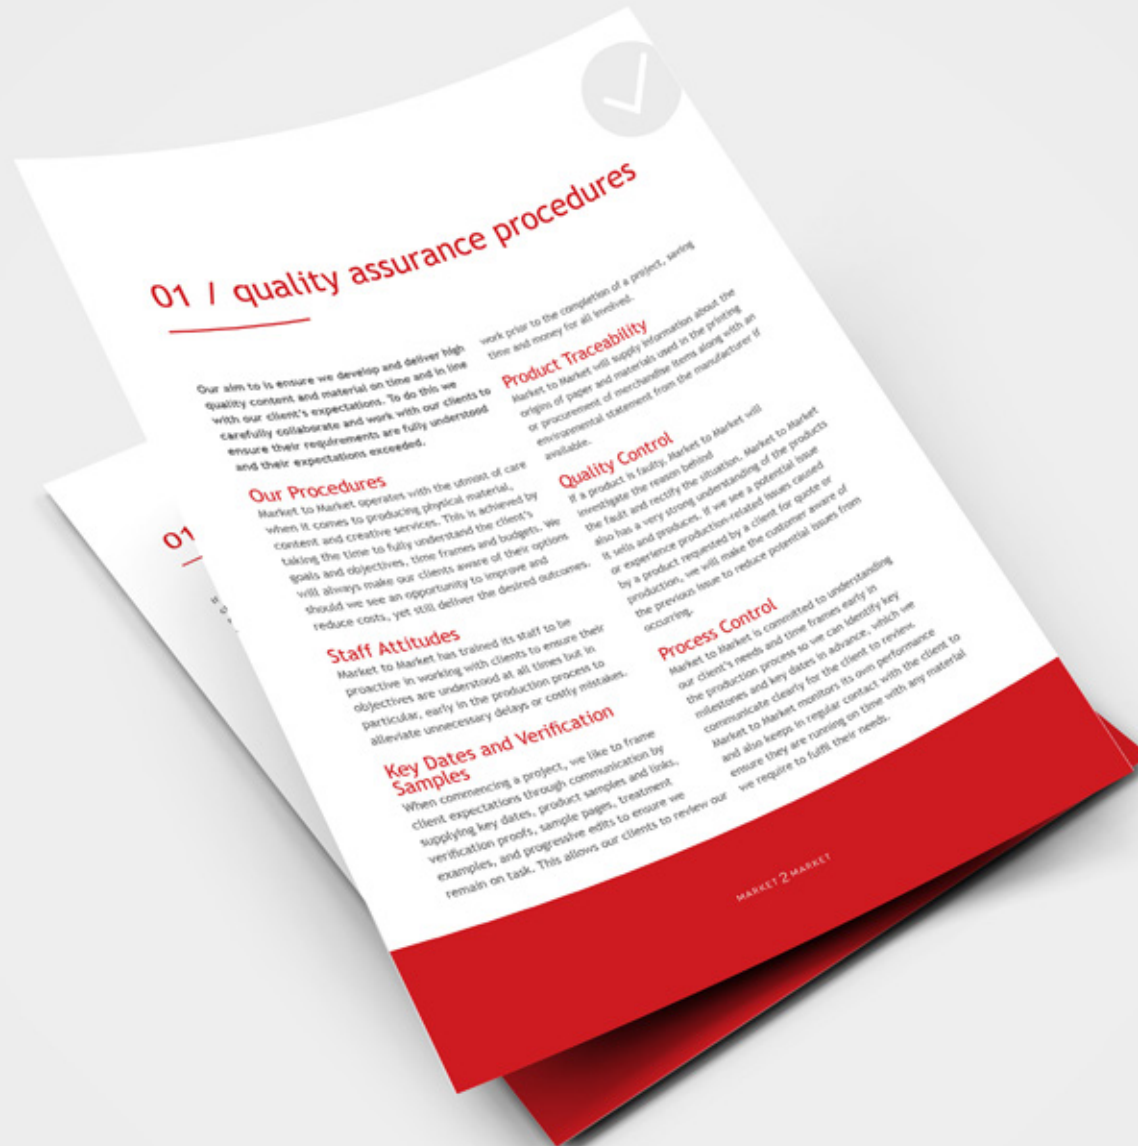 01 / quality assurance procedures
Our aim to is ensure we develop and deliver high
quality content and material on time and in line
with our client's expectations. To do this we
carefully collaborate and work with our clients to
ensure their requirements are fully understood
and their expectations exceeded.
Our Procedures
Market to Market operates with the utmost of care
when it comes to producing physical material,
content and creative services. This is achieved by
taking the time to fully understand the client's
goals and objectives, time frames and budgets. We
will always make our clients aware of their options
should we see an opportunity to improve and
reduce costs, yet still deliver the desired outcomes.
Staff Attitudes
Market to Market has trained its staff to be
proactive in working with clients to ensure their
objectives are understood at all times but in
particular, early in the production process to
alleviate unnecessary delays or costly mistakes.
Key Dates and Verification
Samples
When commencing a project, we like to frame
client expectations through communication by
supplying key dates, product samples and links,
verification proofs, sample pages, treatment
examples, and progressive edits to ensure we
remain on task. This allows our clients to review our
work prior to the completion of a project, saving
time and money for all involved.
Product Traceability
Market to Market will supply information about the
origins of paper and materials used in the printing
or procurement of merchandise items along with an
environmental statement from the manufacturer if
available.
Quality Control
If a product is faulty, Market to Market will
investigate the reason behind
the fault and rectify the situation. Market to Market
also has a very strong understanding of the products
it sells and produces. If we see a potential issue
or experience production-related issues caused
by a product requested by a client for quote or
production, we will make the customer aware of
the previous issue to reduce potential issues from
occurring.
Process Control
Market to Market is committed to understanding
our client's needs and time frames early in
the production process so we can identify key
milestones and key dates in advance, which we
communicate clearly for the client to review.
Market to Market monitors its own performance
and also keeps in regular contact with the client to
ensure they are running on time with any material
we require to fulfil their needs.
MARKET 2 MARKET
01